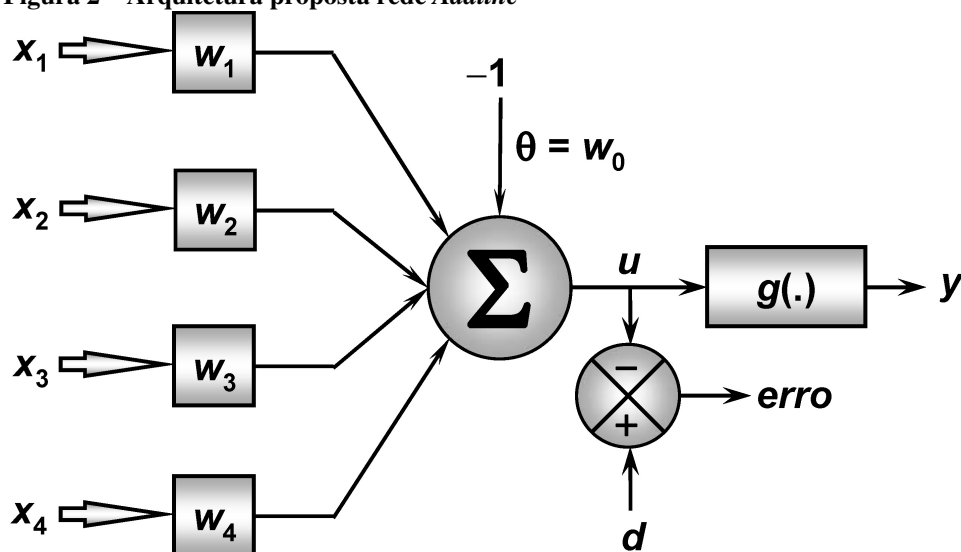 Figura 2 – Arquitetura proposta rede Adaline
x1
w1
–1
θ = w0
x2
w2
Σ
u
g(.)
y
x3
w3
–
+
erro
x4
w4
d